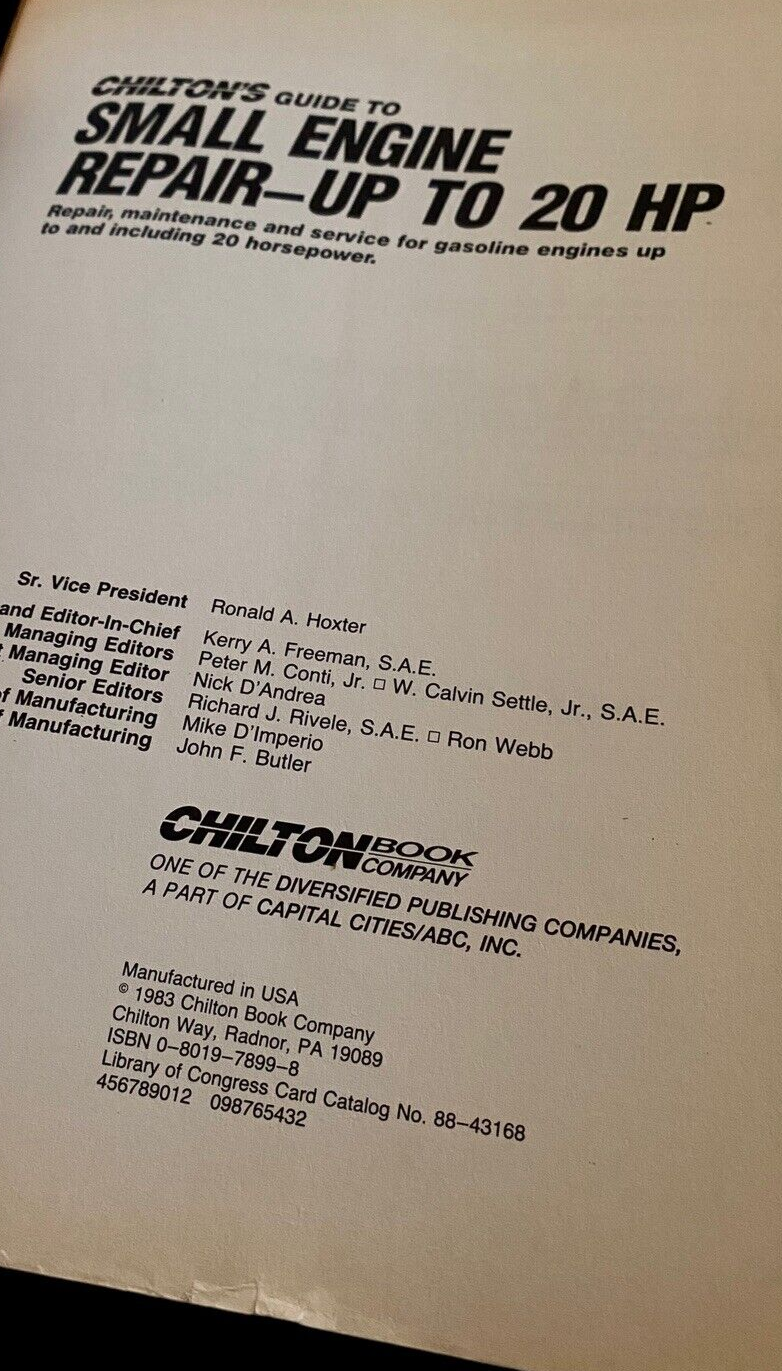 CHILTON'S GUIDE TO
SMALL ENGINE
REPAIR—UP TO 20 HP
Repair, maintenance and service for gasoline engines up
to and including 20 horsepower.
Sr. Vice President Ronald A. Hoxter
and Editor-In-Chief Kerry A. Freeman, S.A.E.
Managing Editors Peter M. Conti, Jr. □ W. Calvin Settle, Jr., S.A.E.
Managing Editor Nick D'Andrea
Senior Editors Richard J. Rivele, S.A.E. □ Ron Webb
of Manufacturing Mike D'Imperio
Manufacturing John F. Butler
CHILTON BOOK
COMPANY
ONE OF THE DIVERSIFIED PUBLISHING COMPANIES,
A PART OF CAPITAL CITIES/ABC, INC.
Manufactured in USA
© 1983 Chilton Book Company
Chilton Way, Radnor, PA 19089
ISBN 0–8019–7899–8
Library of Congress Card Catalog No. 88–43168
456789012 098765432